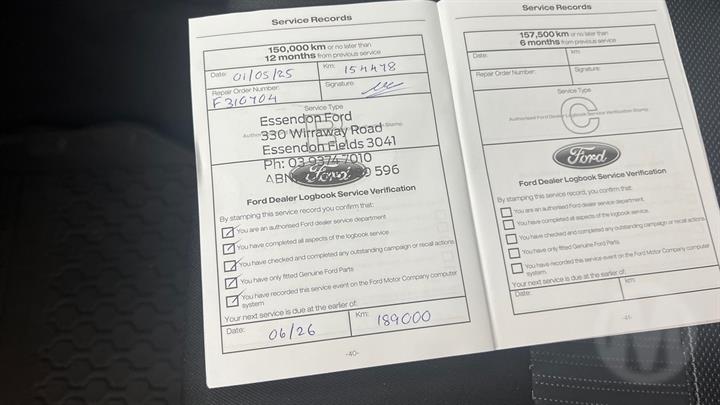 Service Records
150,000 km or no later than
12 months from previous service
Date: 01/05/25 Km: 154478
Repair Order Number: Signature:
F310704
Service Type
B
Essendon Ford
330 Wirraway Road
Essendon Fields 3041
Ph: 03 9374 7010
ABN 596
Ford
Ford Dealer Logbook Service Verification
By stamping this service record you confirm that:
You are an authorised Ford dealer service department
You have completed all aspects of the logbook service
You have checked and completed any outstanding campaign or recall actions
You have only fitted Genuine Ford Parts
You have recorded this service event on the Ford Motor Company computer
system
Your next service is due at the earlier of:
Date: 06/26 Km: 189000
-40-
Service Records
157,500 km or no later than
6 months from previous service
Date: km:
Repair Order Number: Signature:
Service Type
C
Authorised Ford Dealer Logbook Service Verification Stamp
Ford
Ford Dealer Logbook Service Verification
By stamping this service record you confirm that:
You are an authorised Ford dealer service department.
You have completed all aspects of the logbook service.
You have checked and completed any outstanding campaign or recall actions
You have only fitted Genuine Ford Parts.
You have recorded this service event on the Ford Motor Company computer
system.
Your next service is due at the earlier of:
Date: km:
-41-